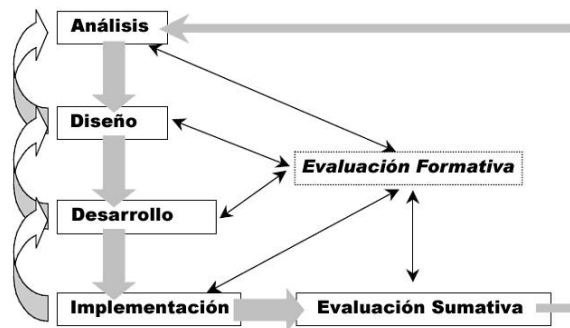 Análisis
Diseño
Evaluación Formativa
Desarrollo
Implementación
Evaluación Sumativa